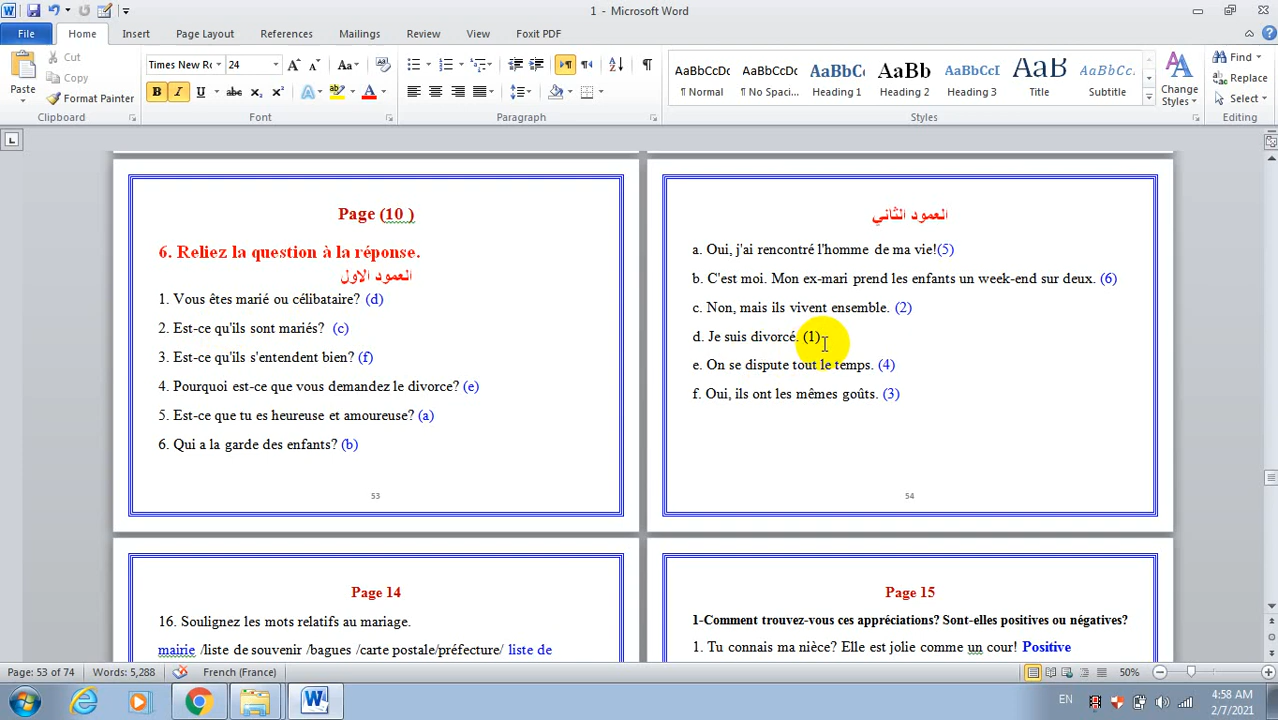 1 - Microsoft Word
File Home Insert Page Layout References Mailings Review View Foxit PDF
Paste
Cut
Copy
Format Painter
Clipboard
Times New Ro 24
B I U abc
Font
Paragraph
AaBbCcDc AaBbCcDc AaBbCc AaBbCc AaBbCcI AaB AaBbCc.
¶ Normal ¶ No Spaci... Heading 1 Heading 2 Heading 3 Title Subtitle
Change Styles
Styles
Find
Replace
Select
Editing
Page (10 )
6. Reliez la question à la réponse.
العمود الاول
1. Vous êtes marié ou célibataire? (d)
2. Est-ce qu'ils sont mariés? (c)
3. Est-ce qu'ils s'entendent bien? (f)
4. Pourquoi est-ce que vous demandez le divorce? (e)
5. Est-ce que tu es heureuse et amoureuse? (a)
6. Qui a la garde des enfants? (b)
53
العمود الثاني
a. Oui, j'ai rencontré l'homme de ma vie!(5)
b. C'est moi. Mon ex-mari prend les enfants un week-end sur deux. (6)
c. Non, mais ils vivent ensemble. (2)
d. Je suis divorcé. (1)
e. On se dispute tout le temps. (4)
f. Oui, ils ont les mêmes goûts. (3)
54
Page 14
16. Soulignez les mots relatifs au mariage.
mairie /liste de souvenir /bagues /carte postale/préfecture/ liste de
Page 15
1-Comment trouvez-vous ces appréciations? Sont-elles positives ou négatives?
1. Tu connais ma nièce? Elle est jolie comme un cour! Positive
Page: 53 of 74 Words: 5,288 French (France) 50%
EN 4:58 AM
2/7/2021